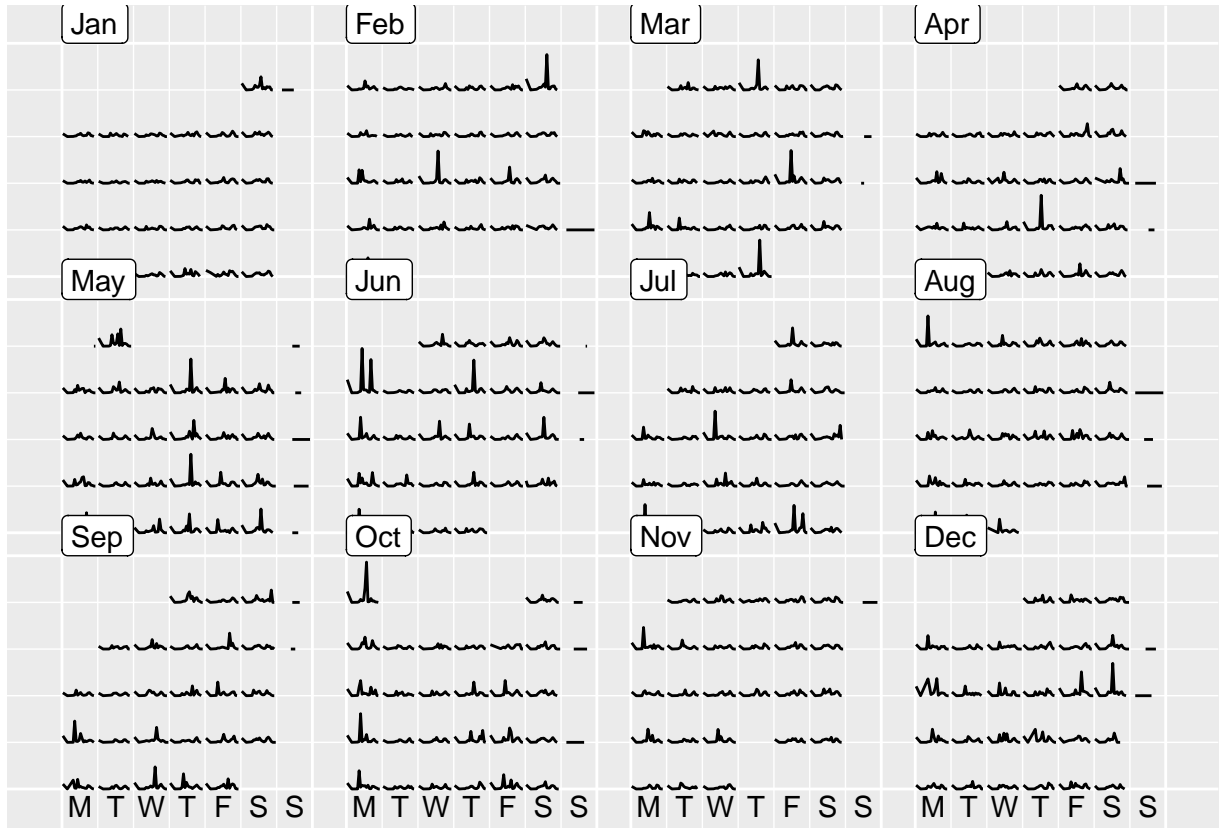 Jan Feb Mar Apr
May Jun Jul Aug
Sep Oct Nov Dec
M T W T F S S M T W T F S S M T W T F S S M T W T F S S